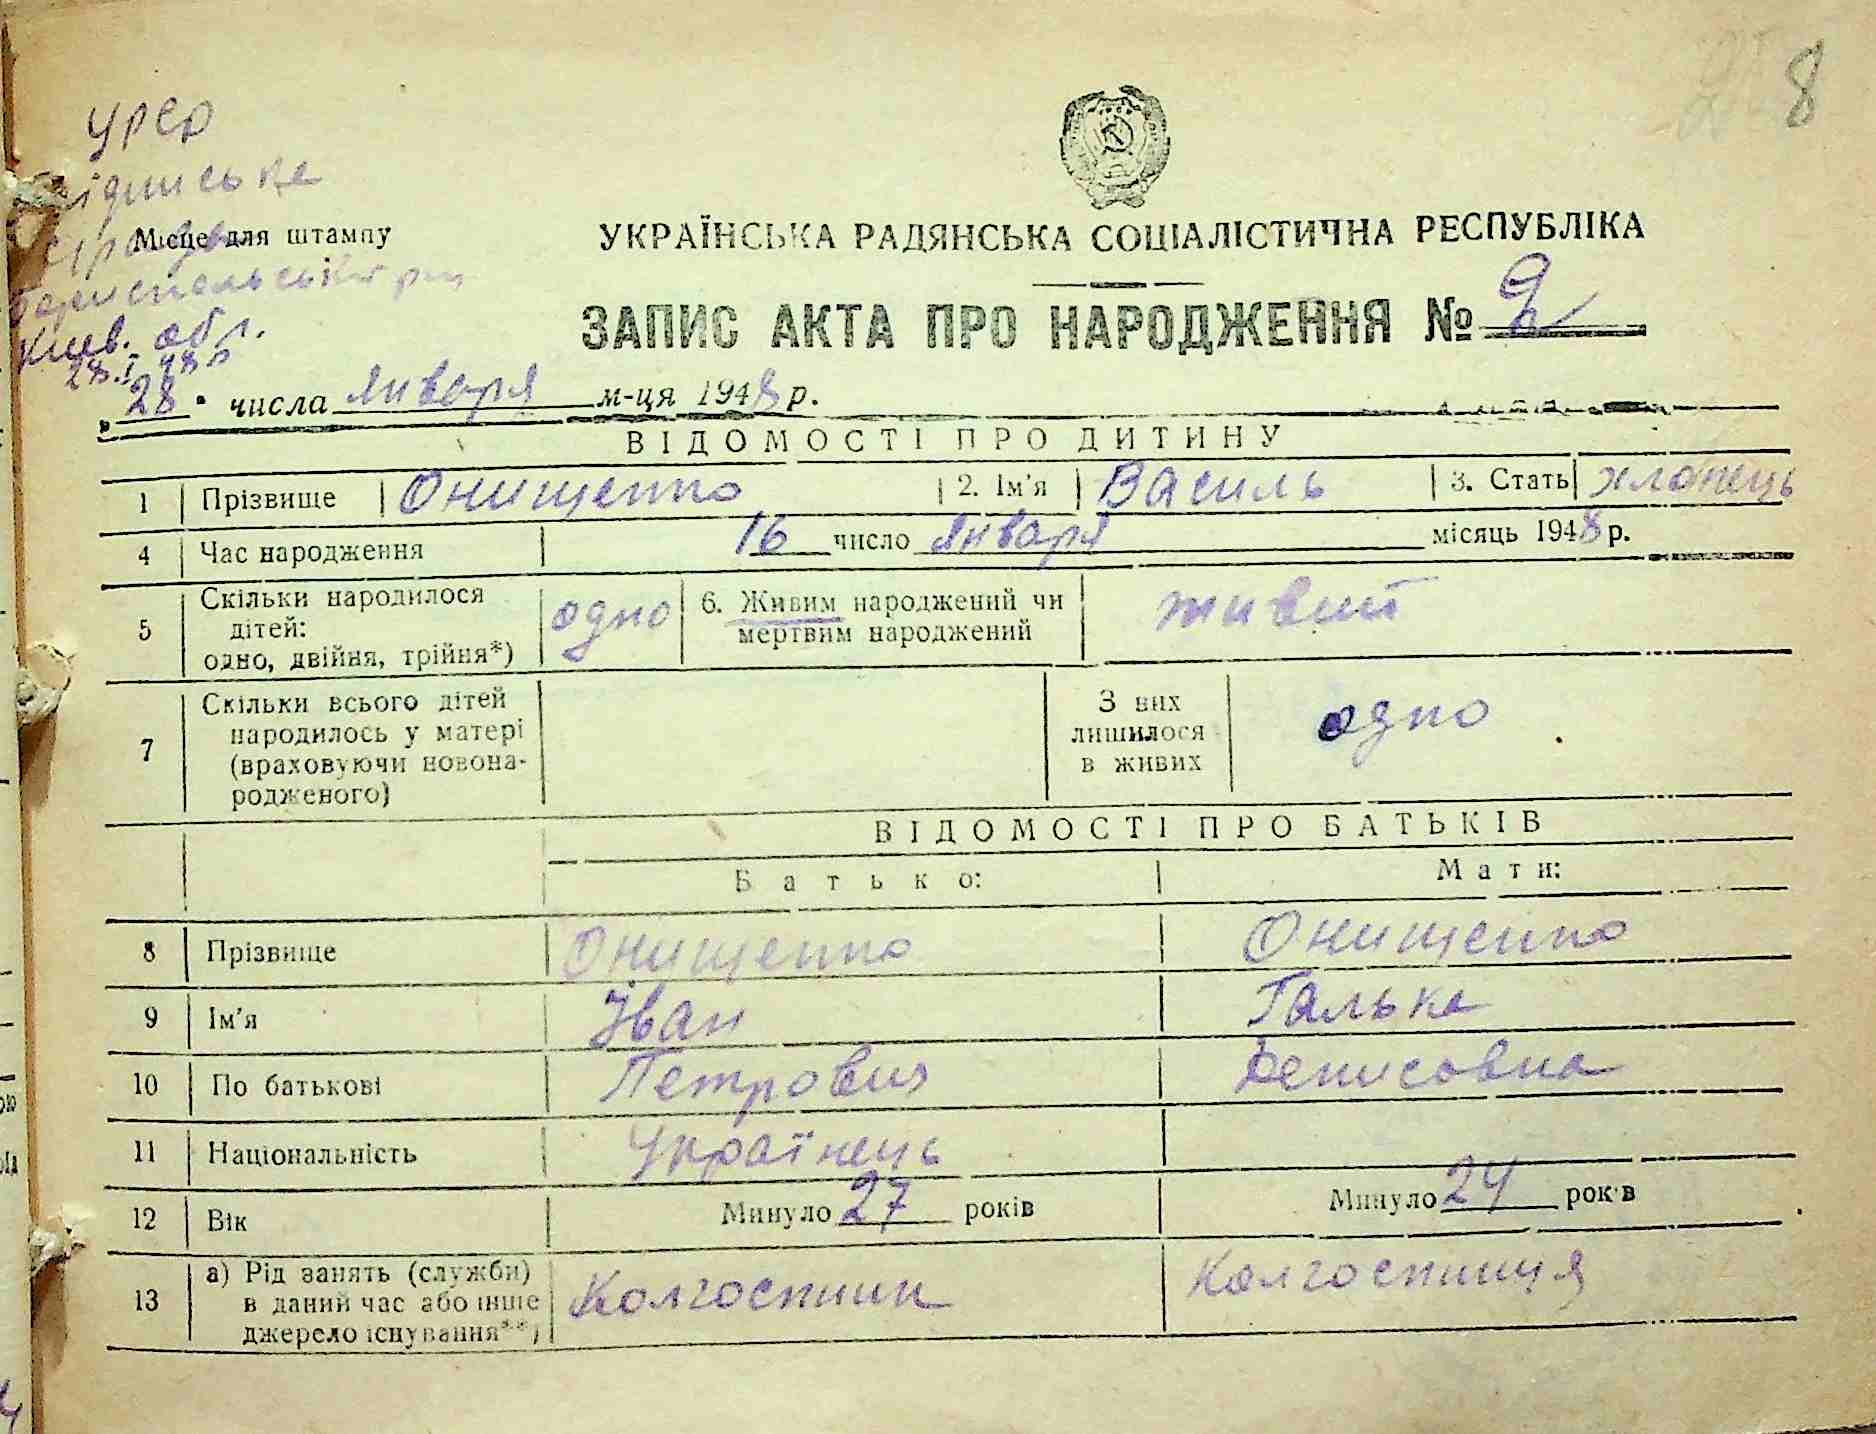 8
УРСР
Місце для штампу
Київ. обл.
28.I 48 р
УКРАЇНСЬКА РАДЯНСЬКА СОЦІАЛІСТИЧНА РЕСПУБЛІКА
ЗАПИС АКТА ПРО НАРОДЖЕННЯ № 2
„28" числа января м-ця 1948 р.
ВІДОМОСТІ ПРО ДИТИНУ
1 Прізвище Онищенко 2. Ім'я Василь 3. Стать хлопець
4 Час народження 16 число января місяць 1948 р.
5 Скільки народилося дітей: одно, двійня, трійня*) одно 6. Живим народжений чи мертвим народжений живий
7 Скільки всього дітей народилось у матері (враховуючи новонародженого) З них лишилося в живих одно
ВІДОМОСТІ ПРО БАТЬКІВ
Батько: Мати:
8 Прізвище Онищенко Онищенко
9 Ім'я Іван Галька
10 По батькові Петрович Денисовна
11 Національність Українець
12 Вік Минуло 27 років Минуло 24 років
13 а) Рід занять (служби) в даний час або інше джерело існування**) Колгоспник Колгоспниця